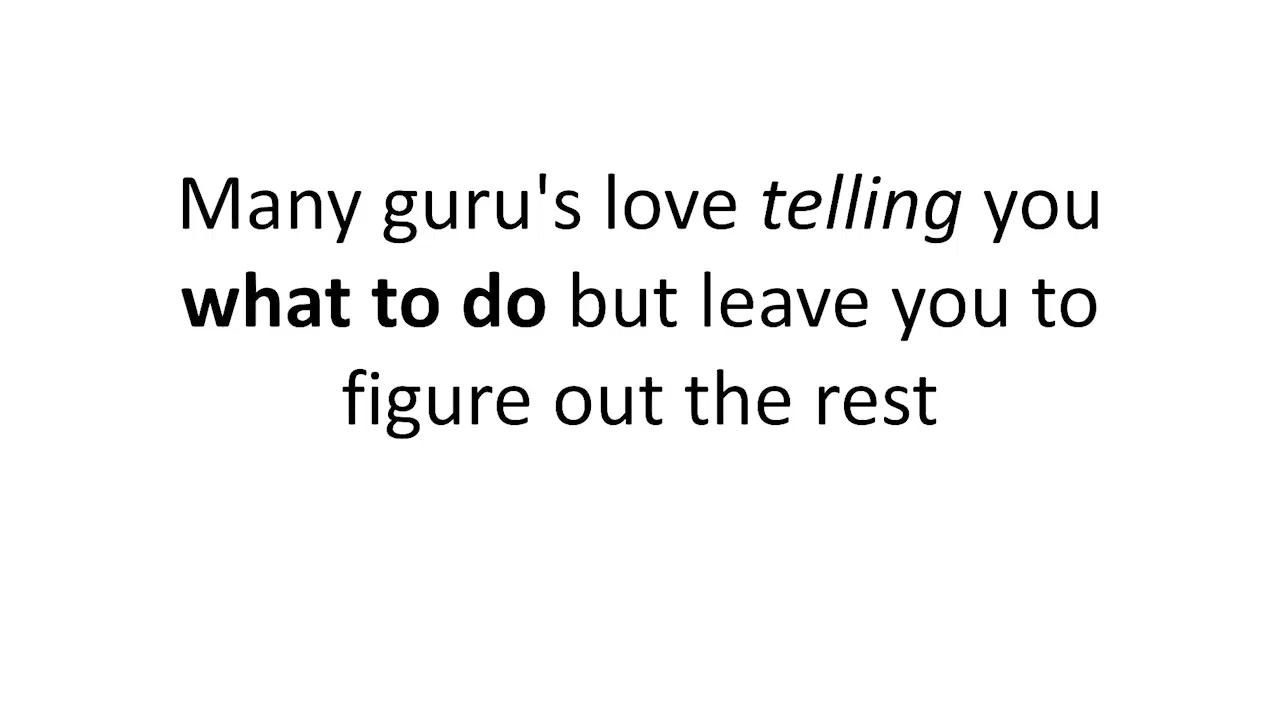 Many guru's love telling you
what to do but leave you to
figure out the rest